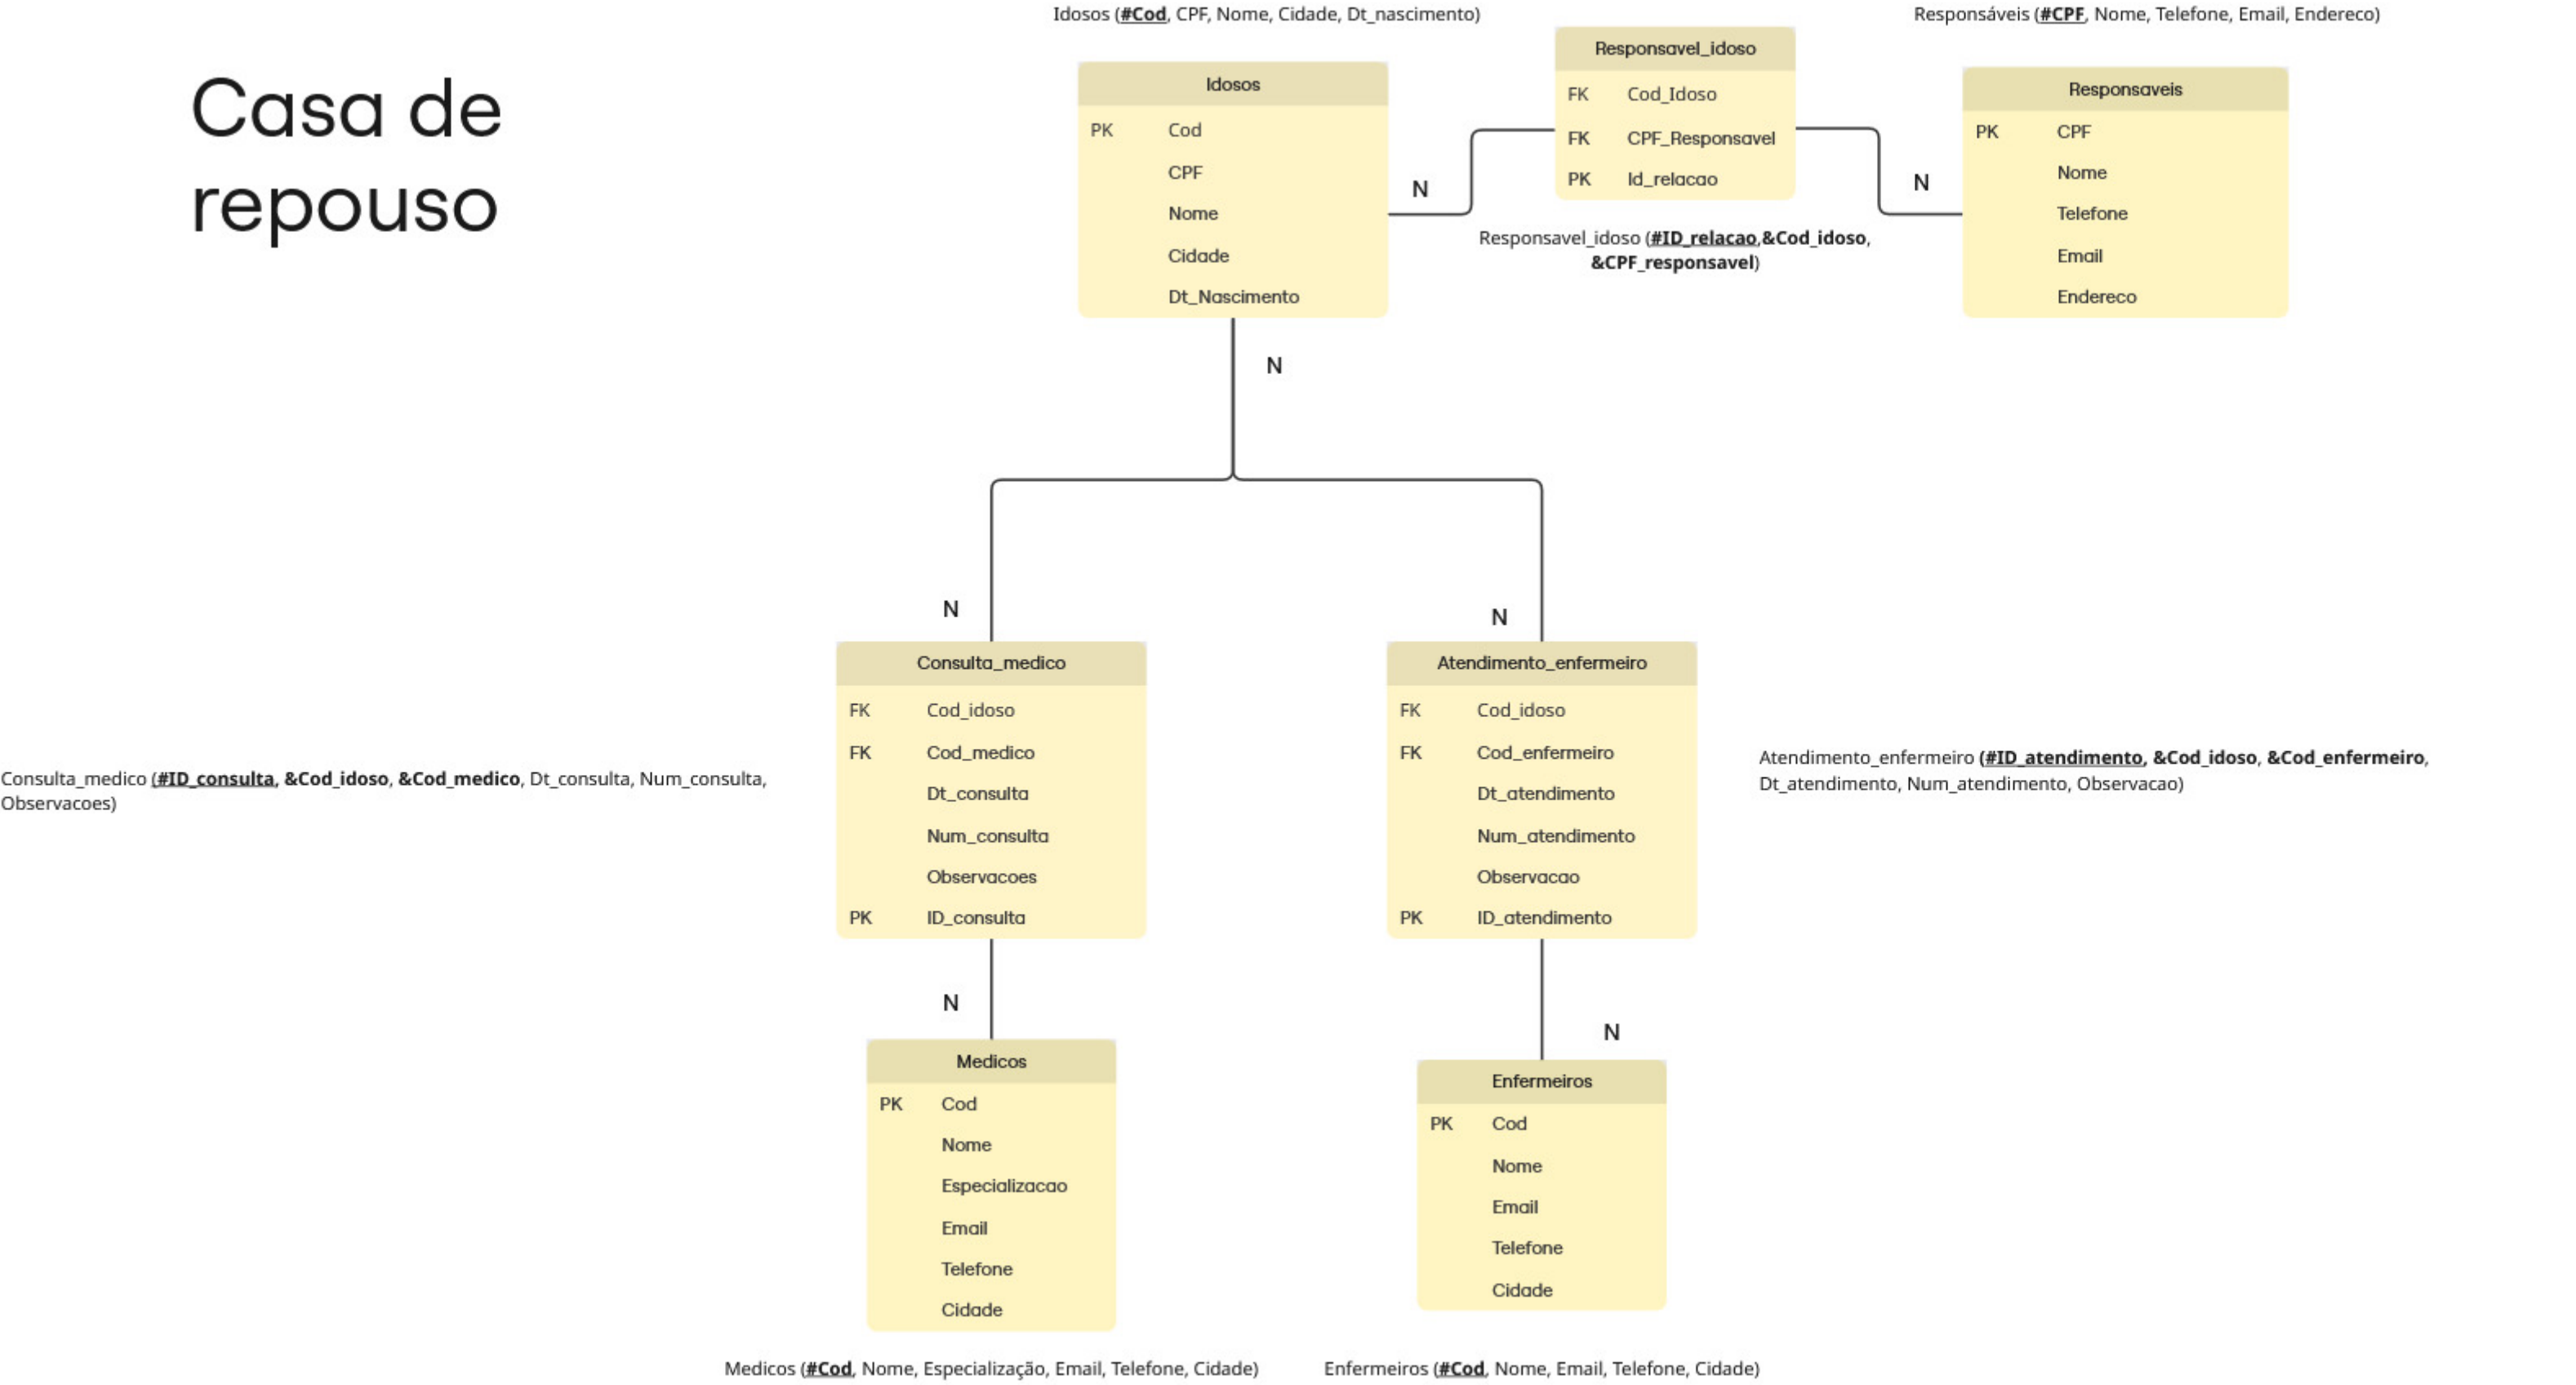 Casa de
repouso
Idosos (#Cod, CPF, Nome, Cidade, Dt_nascimento)
Idosos
PK Cod
CPF
Nome
Cidade
Dt_Nascimento
N
Responsavel_idoso
FK Cod_Idoso
FK CPF_Responsavel
PK Id_relacao
Responsavel_idoso (#ID_relacao,&Cod_idoso,
&CPF_responsavel)
N
Responsáveis (#CPF, Nome, Telefone, Email, Endereco)
Responsaveis
PK CPF
Nome
Telefone
Email
Endereco
N
N
Consulta_medico
FK Cod_idoso
FK Cod_medico
Dt_consulta
Num_consulta
Observacoes
PK ID_consulta
Consulta_medico (#ID_consulta, &Cod_idoso, &Cod_medico, Dt_consulta, Num_consulta,
Observacoes)
N
Atendimento_enfermeiro
FK Cod_idoso
FK Cod_enfermeiro
Dt_atendimento
Num_atendimento
Observacao
PK ID_atendimento
Atendimento_enfermeiro (#ID_atendimento, &Cod_idoso, &Cod_enfermeiro,
Dt_atendimento, Num_atendimento, Observacao)
N
Medicos
PK Cod
Nome
Especializacao
Email
Telefone
Cidade
Medicos (#Cod, Nome, Especialização, Email, Telefone, Cidade)
N
Enfermeiros
PK Cod
Nome
Email
Telefone
Cidade
Enfermeiros (#Cod, Nome, Email, Telefone, Cidade)